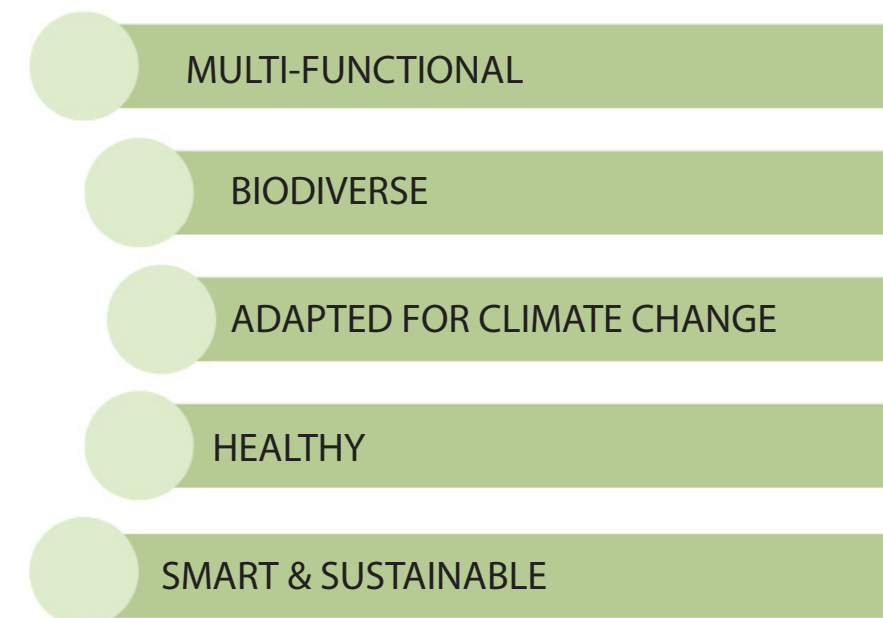 MULTI-FUNCTIONAL
BIODIVERSE
ADAPTED FOR CLIMATE CHANGE
HEALTHY
SMART & SUSTAINABLE